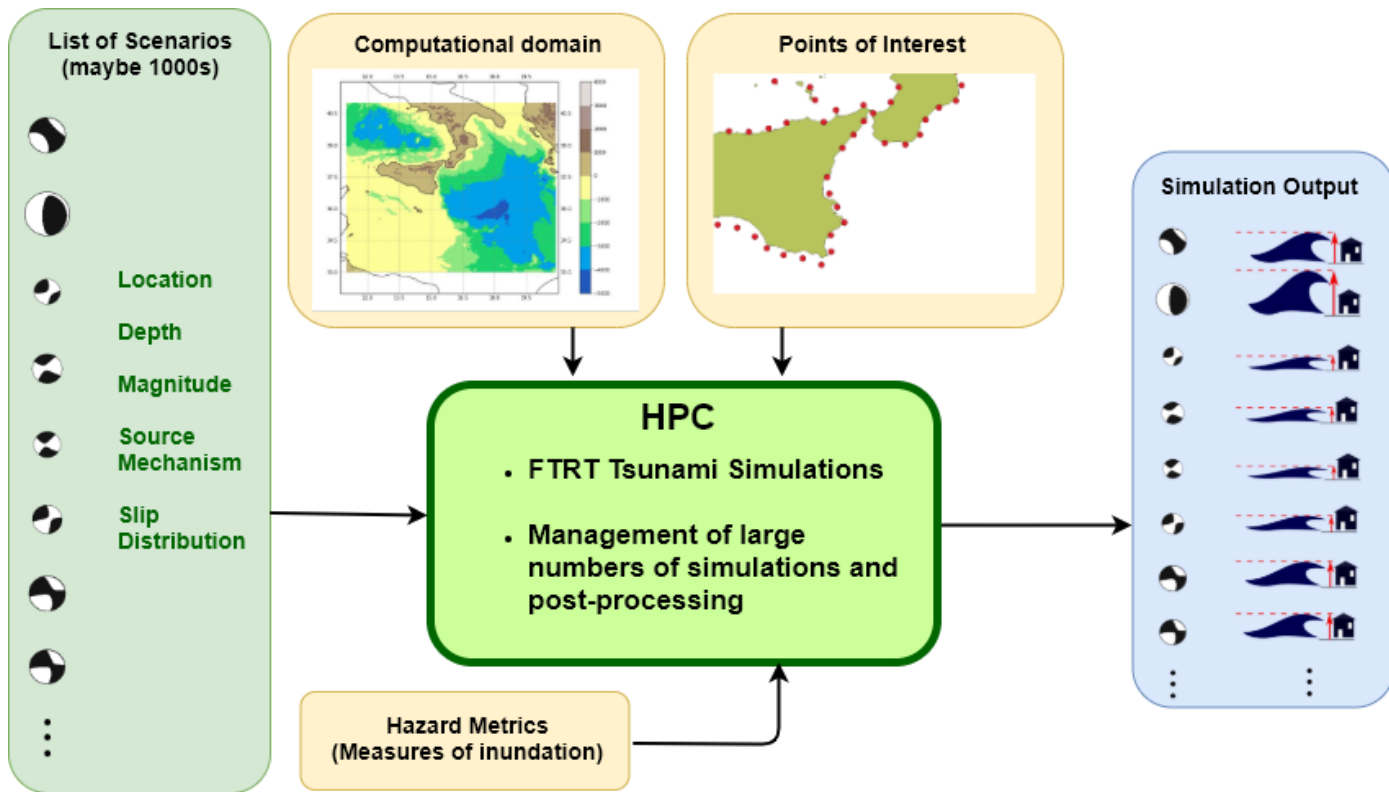 List of Scenarios
(maybe 1000s)
Location
Depth
Magnitude
Source
Mechanism
Slip
Distribution
Computational domain
Points of Interest
HPC
• FTRT Tsunami Simulations
• Management of large
numbers of simulations and
post-processing
Hazard Metrics
(Measures of inundation)
Simulation Output